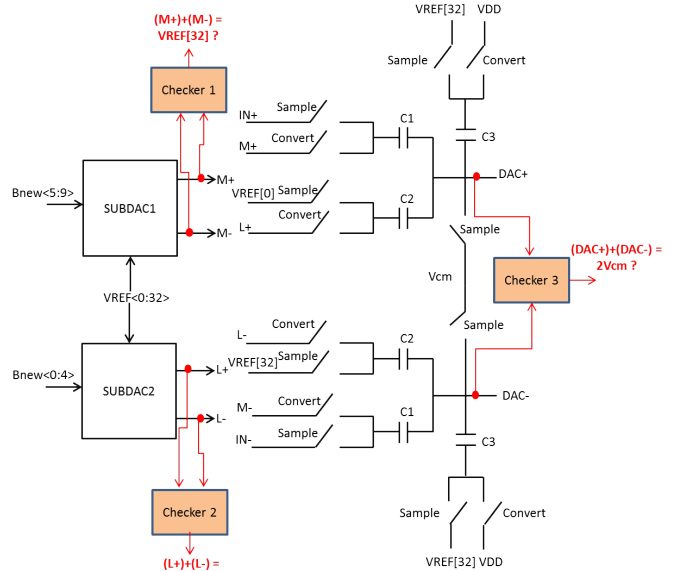 VREF[32] VDD
(M+)+(M-) =
VREF[32] ?
Sample
Convert
Checker 1
IN+
Sample
C1
C3
M+
Convert
M+
DAC+
Bnew<5:9>
SUBDAC1
VREF[0]
Sample
C2
M-
L+
Convert
Sample
(DAC+)+(DAC-) =
2Vcm ?
Checker 3
Vcm
VREF<0:32>
Sample
L-
Convert
C2
Bnew<0:4>
SUBDAC2
L+
VREF[32]
Sample
M-
Convert
DAC-
L-
C1
IN-
Sample
C3
Checker 2
Sample
Convert
(L+)+(L-) =
VREF[32] VDD